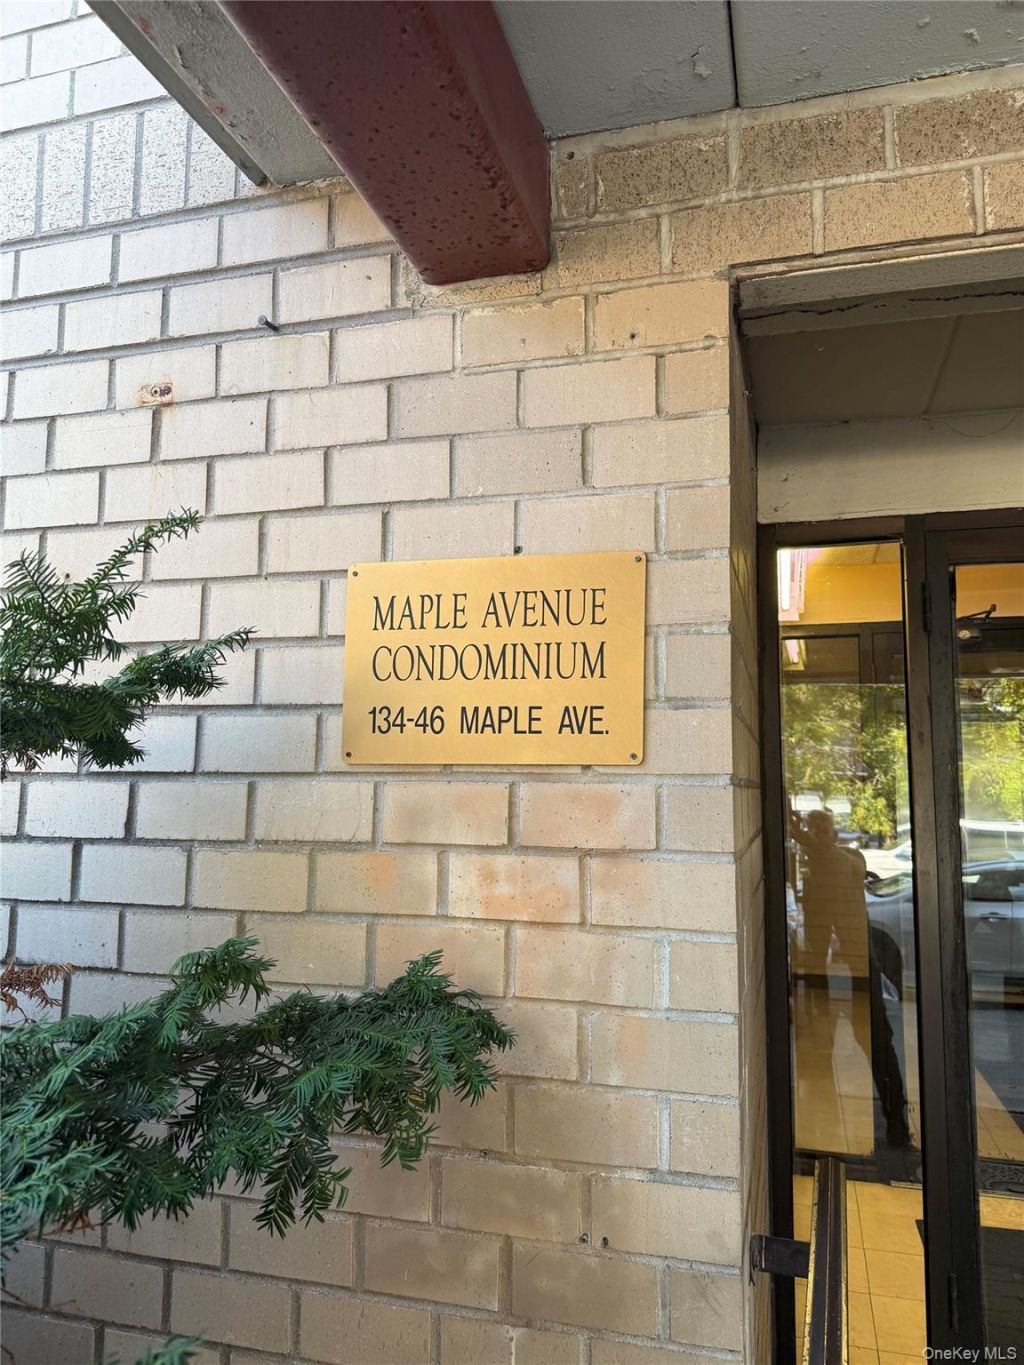 MAPLE AVENUE
CONDOMINIUM
134-46 MAPLE AVE.
OneKey MLS